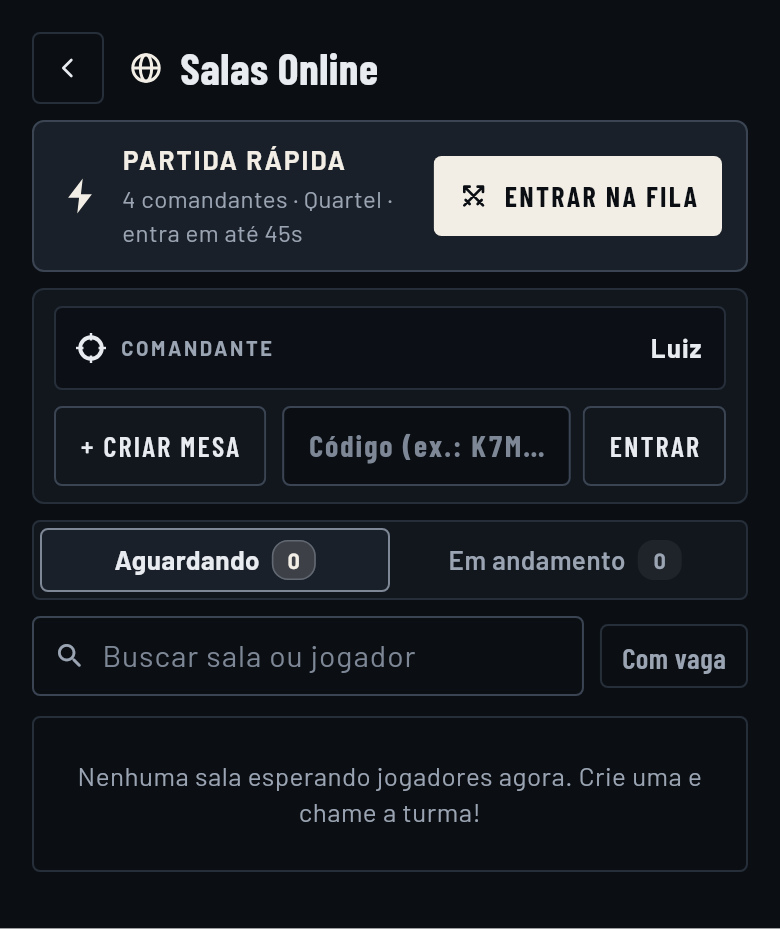 Salas Online
PARTIDA RÁPIDA
4 comandantes · Quartel ·
entra em até 45s
ENTRAR NA FILA
COMANDANTE
Luiz
+ CRIAR MESA
Código (ex.: K7M…
ENTRAR
Aguardando 0
Em andamento 0
Buscar sala ou jogador
Com vaga
Nenhuma sala esperando jogadores agora. Crie uma e
chame a turma!